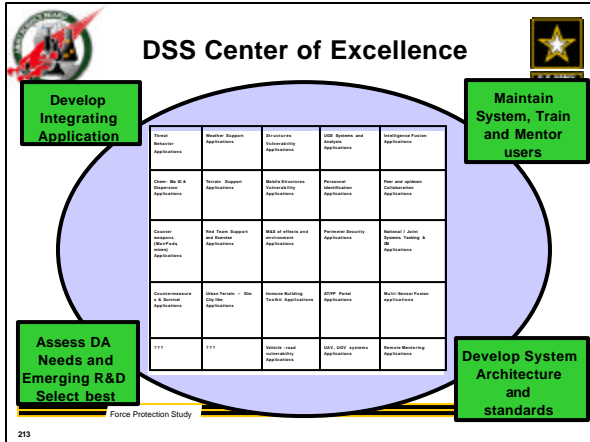 DSS Center of Excellence
Develop
Integrating
Application
Maintain
System, Train
and Mentor
users
Threat
Behavior
Applications
Weather Support
Applications
Structures
Vulnerability
Applications
UGS Systems and
Analysis
Applications
Intelligence Fusion
Applications
Chem- Bio ID &
Dispersion
Applications
Terrain Support
Applications
Mobile Structures
Vulnerability
Applications
Personnel
Identification
Applications
Peer and up/down
Collaboration
Applications
Counter
weapons
(ManPads,
mines)
Applications
Red Team Support
and Exercise
Applications
M&S of effects and
environment
Applications
Perimeter Security
Applications
National / Joint
Systems Tasking &
CM
Applications
Countermeasure
s & Survival
Applications
Urban Terrain – Sim
City like
Applications
Immune Building
Toolkit Applications
AT/FP Portal
Applications
Multi-Sensor Fusion
applications
???
???
Vehicle -road
vulnerability
Applications
UAV, UGV systems
Applications
Remote Mentoring
Applications
Assess DA
Needs and
Emerging R&D
Select best
Develop System
Architecture
and
standards
Force Protection Study
213